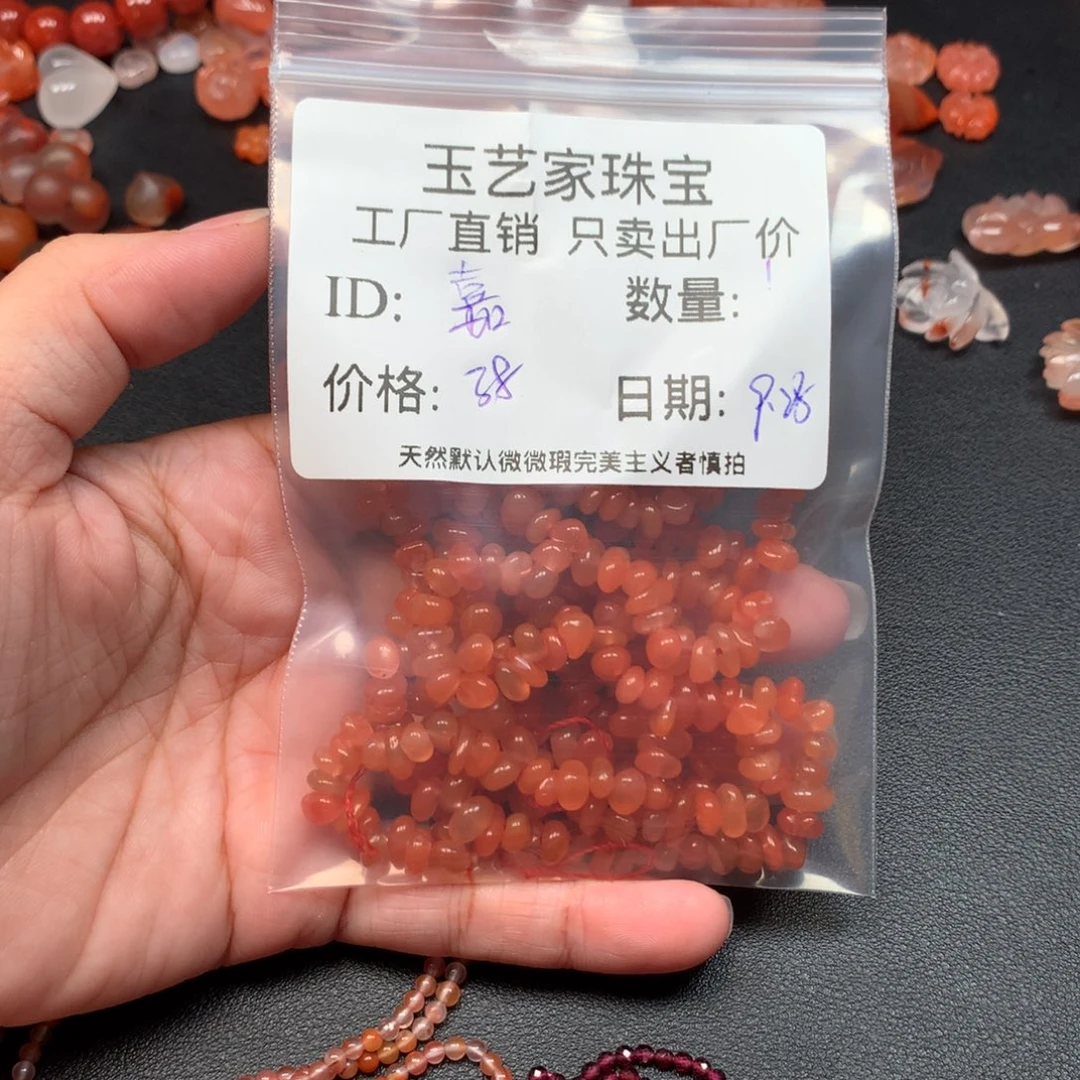 玉艺家珠宝
工厂直销 只卖出厂价
ID: 嘉 数量:
价格: 38 日期: 9.28
天然默认微微瑕完美主义者慎拍